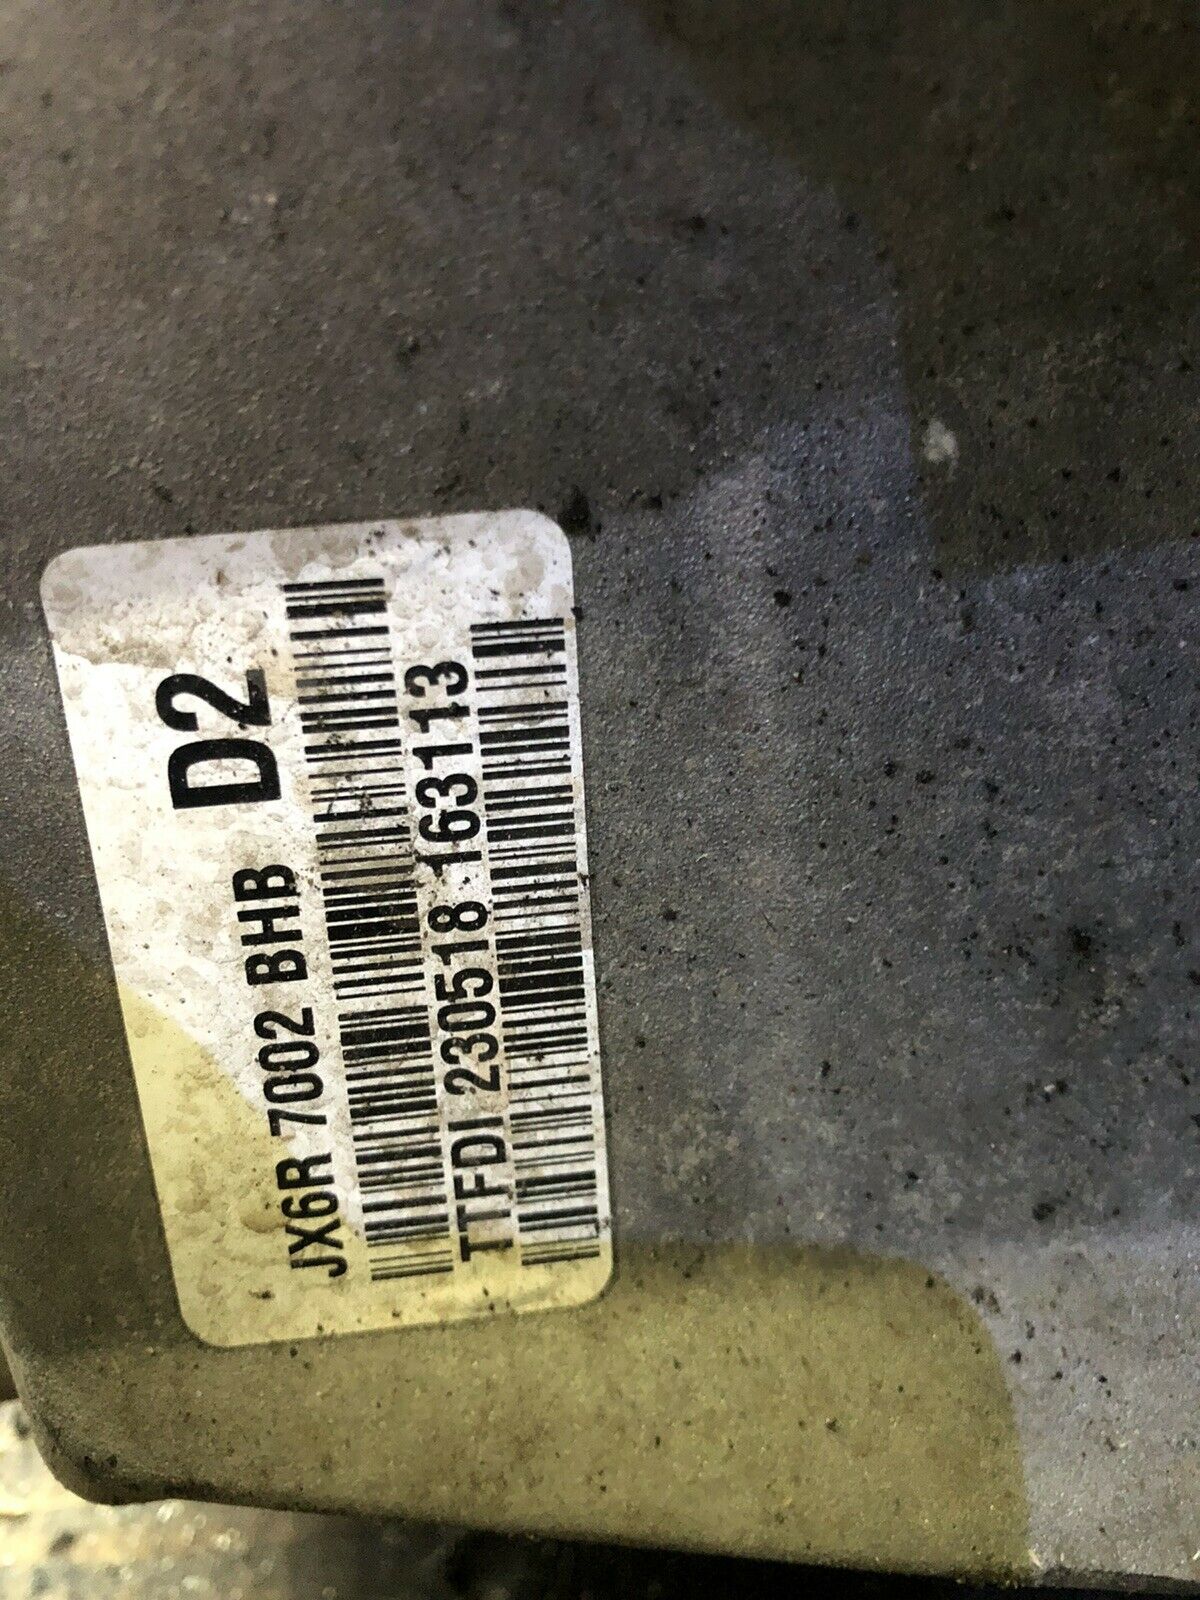 D2
JX6R 7002 BHB
TTFDI 230518 163113